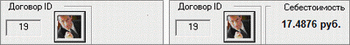 Договор ID
19
Договор ID
19
Себестоимость
17.4876 руб.